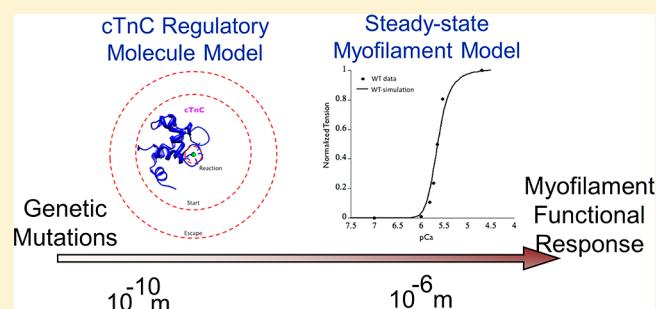 cTnC Regulatory
Molecule Model
Steady-state
Myofilament Model
cTnC
Reaction
Start
Escape
Normalized Tension
1
0.8
0.6
0.4
0.2
0
WT data
WT-simulation
7.5 7 6.5 6 5.5 5 4.5 4
pCa
Genetic
Mutations
Myofilament
Functional
Response
10-10 m
10-6 m